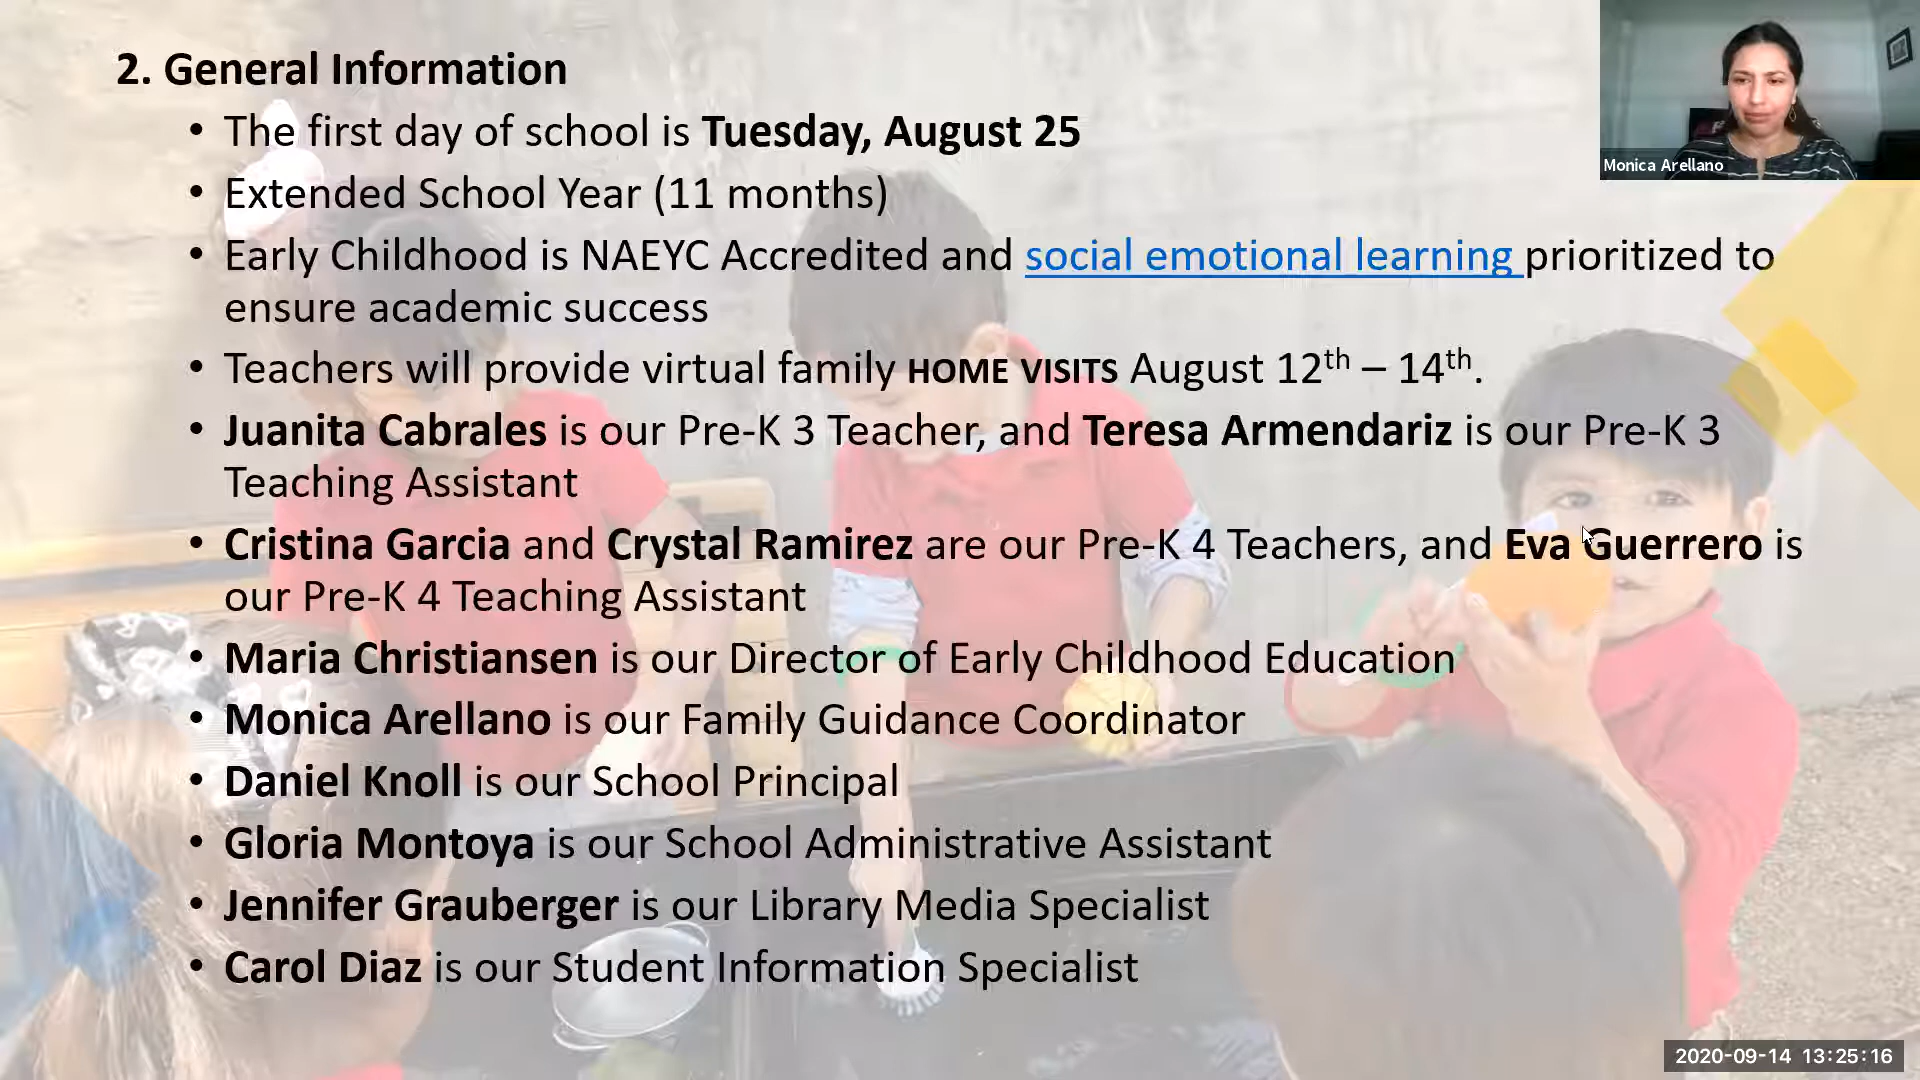 2. General Information
• The first day of school is Tuesday, August 25
• Extended School Year (11 months)
• Early Childhood is NAEYC Accredited and social emotional learning prioritized to
ensure academic success
• Teachers will provide virtual family HOME VISITS August 12th – 14th.
• Juanita Cabrales is our Pre-K 3 Teacher, and Teresa Armendariz is our Pre-K 3
Teaching Assistant
• Cristina Garcia and Crystal Ramirez are our Pre-K 4 Teachers, and Eva Guerrero is
our Pre-K 4 Teaching Assistant
• Maria Christiansen is our Director of Early Childhood Education
• Monica Arellano is our Family Guidance Coordinator
• Daniel Knoll is our School Principal
• Gloria Montoya is our School Administrative Assistant
• Jennifer Grauberger is our Library Media Specialist
• Carol Diaz is our Student Information Specialist
Monica Arellano
2020-09-14 13:25:16